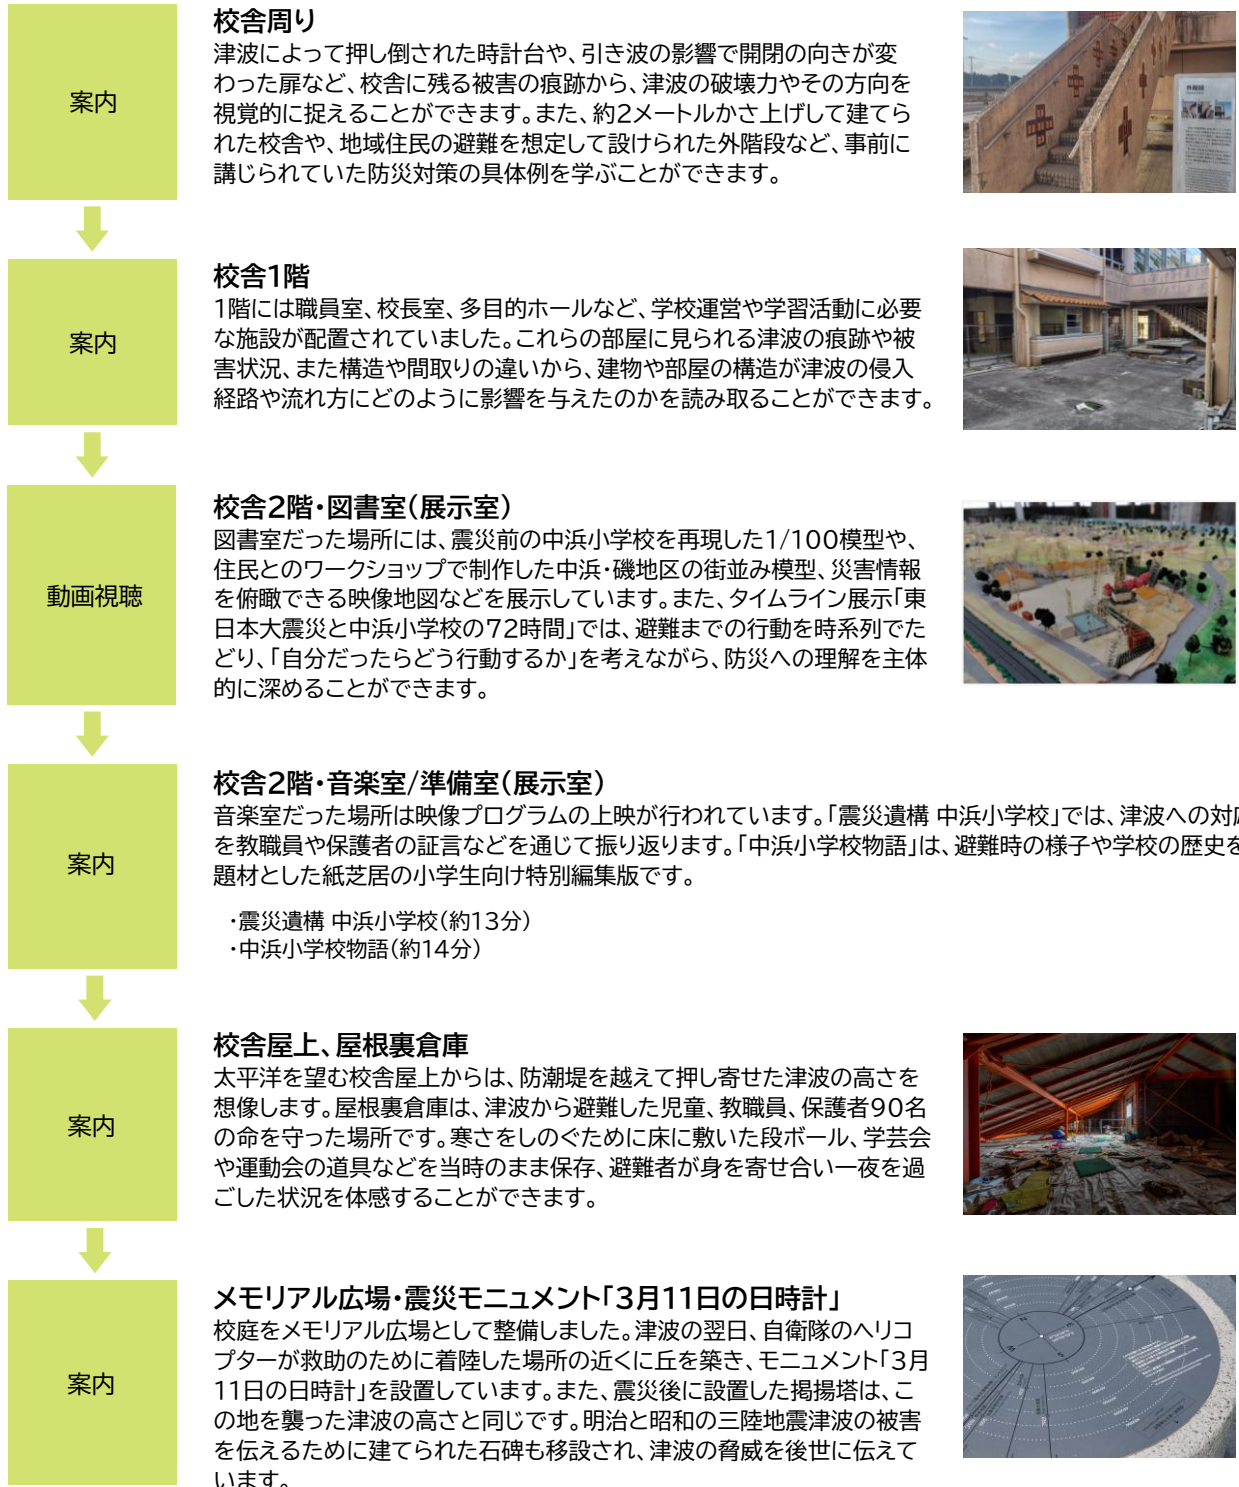 案内
校舎周り
津波によって押し倒された時計台や、引き波の影響で開閉の向きが変
わった扉など、校舎に残る被害の痕跡から、津波の破壊力やその方向を
視覚的に捉えることができます。また、約2メートルかさ上げして建てら
れた校舎や、地域住民の避難を想定して設けられた外階段など、事前に
講じられていた防災対策の具体例を学ぶことができます。
外階段
案内
校舎1階
1階には職員室、校長室、多目的ホールなど、学校運営や学習活動に必要
な施設が配置されていました。これらの部屋に見られる津波の痕跡や被
害状況、また構造や間取りの違いから、建物や部屋の構造が津波の侵入
経路や流れ方にどのように影響を与えたのかを読み取ることができます。
動画視聴
校舎2階・図書室(展示室)
図書室だった場所には、震災前の中浜小学校を再現した1/100模型や、
住民とのワークショップで制作した中浜・磯地区の街並み模型、災害情報
を俯瞰できる映像地図などを展示しています。また、タイムライン展示「東
日本大震災と中浜小学校の72時間」では、避難までの行動を時系列でた
どり、「自分だったらどう行動するか」を考えながら、防災への理解を主体
的に深めることができます。
案内
校舎2階・音楽室/準備室(展示室)
音楽室だった場所は映像プログラムの上映が行われています。「震災遺構 中浜小学校」では、津波への対応
を教職員や保護者の証言などを通じて振り返ります。「中浜小学校物語」は、避難時の様子や学校の歴史を
題材とした紙芝居の小学生向け特別編集版です。
・震災遺構 中浜小学校(約13分)
・中浜小学校物語(約14分)
案内
校舎屋上、屋根裏倉庫
太平洋を望む校舎屋上からは、防潮堤を越えて押し寄せた津波の高さを
想像します。屋根裏倉庫は、津波から避難した児童、教職員、保護者90名
の命を守った場所です。寒さをしのぐために床に敷いた段ボール、学芸会
や運動会の道具などを当時のまま保存、避難者が身を寄せ合い一夜を過
ごした状況を体感することができます。
案内
メモリアル広場・震災モニュメント「3月11日の日時計」
校庭をメモリアル広場として整備しました。津波の翌日、自衛隊のヘリコ
プターが救助のために着陸した場所の近くに丘を築き、モニュメント「3月
11日の日時計」を設置しています。また、震災後に設置した掲揚塔は、こ
の地を襲った津波の高さと同じです。明治と昭和の三陸地震津波の被害
を伝えるために建てられた石碑も移設され、津波の脅威を後世に伝えて
います。